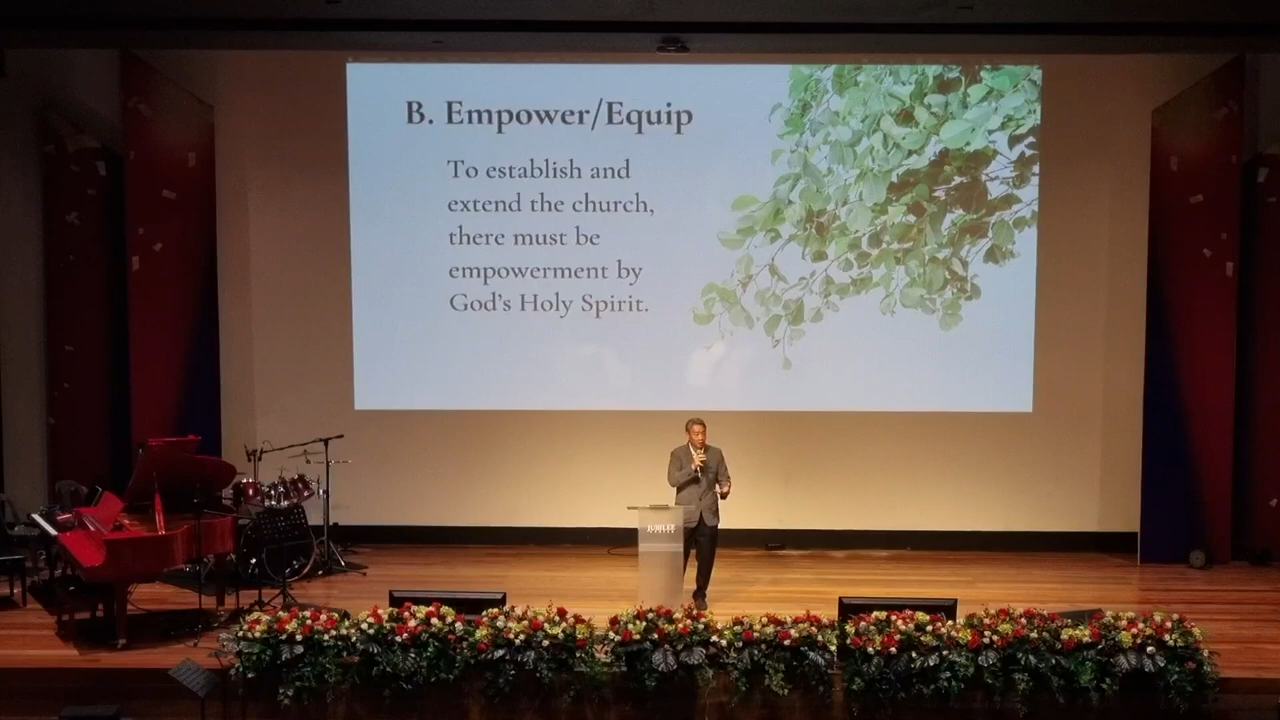 B. Empower/Equip
To establish and
extend the church,
there must be
empowerment by
God's Holy Spirit.